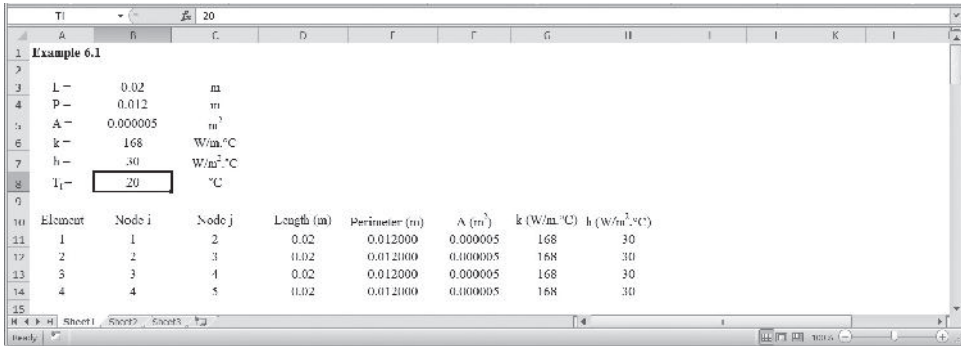 Tf fx 20
A B C D E F G H I J K L
1 Example 6.1
2
3 L = 0.02 m
4 P = 0.012 m
5 A = 0.000005 m²
6 k = 168 W/m.°C
7 h = 30 W/m².°C
8 Tf = 20 °C
9
10 Element Node i Node j Length (m) Perimeter (m) A (m²) k (W/m.°C) h (W/m².°C)
11 1 1 2 0.02 0.012000 0.000005 168 30
12 2 2 3 0.02 0.012000 0.000005 168 30
13 3 3 4 0.02 0.012000 0.000005 168 30
14 4 4 5 0.02 0.012000 0.000005 168 30
15
Sheet1 Sheet2 Sheet3
Ready 100%